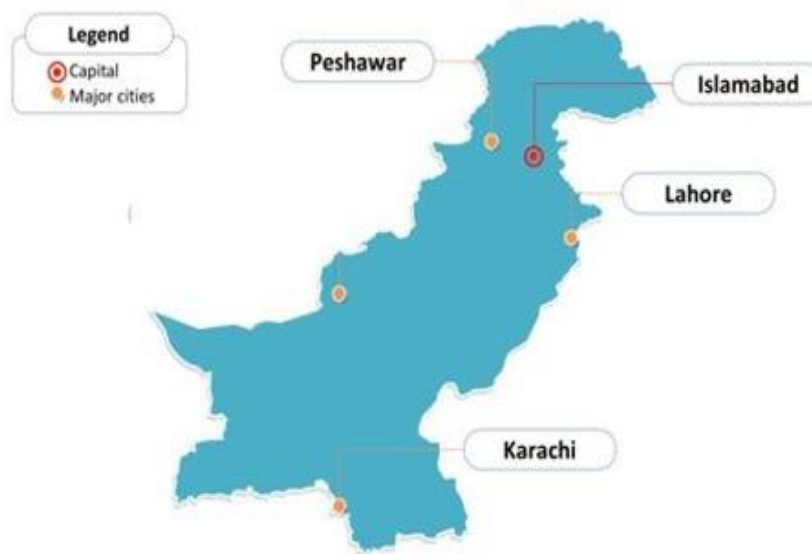 Legend
Capital
Major cities
Peshawar
Islamabad
Lahore
Karachi